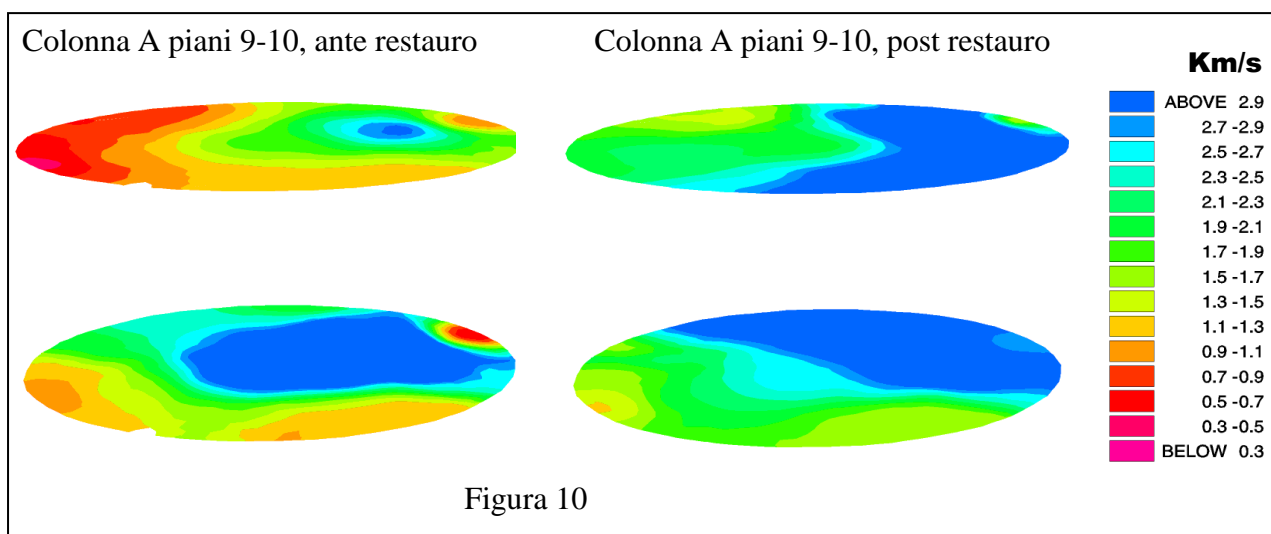 Colonna A piani 9-10, ante restauro
Colonna A piani 9-10, post restauro
Km/s
ABOVE 2.9
2.7 -2.9
2.5 -2.7
2.3 -2.5
2.1 -2.3
1.9 -2.1
1.7 -1.9
1.5 -1.7
1.3 -1.5
1.1 -1.3
0.9 -1.1
0.7 -0.9
0.5 -0.7
0.3 -0.5
BELOW 0.3
Figura 10